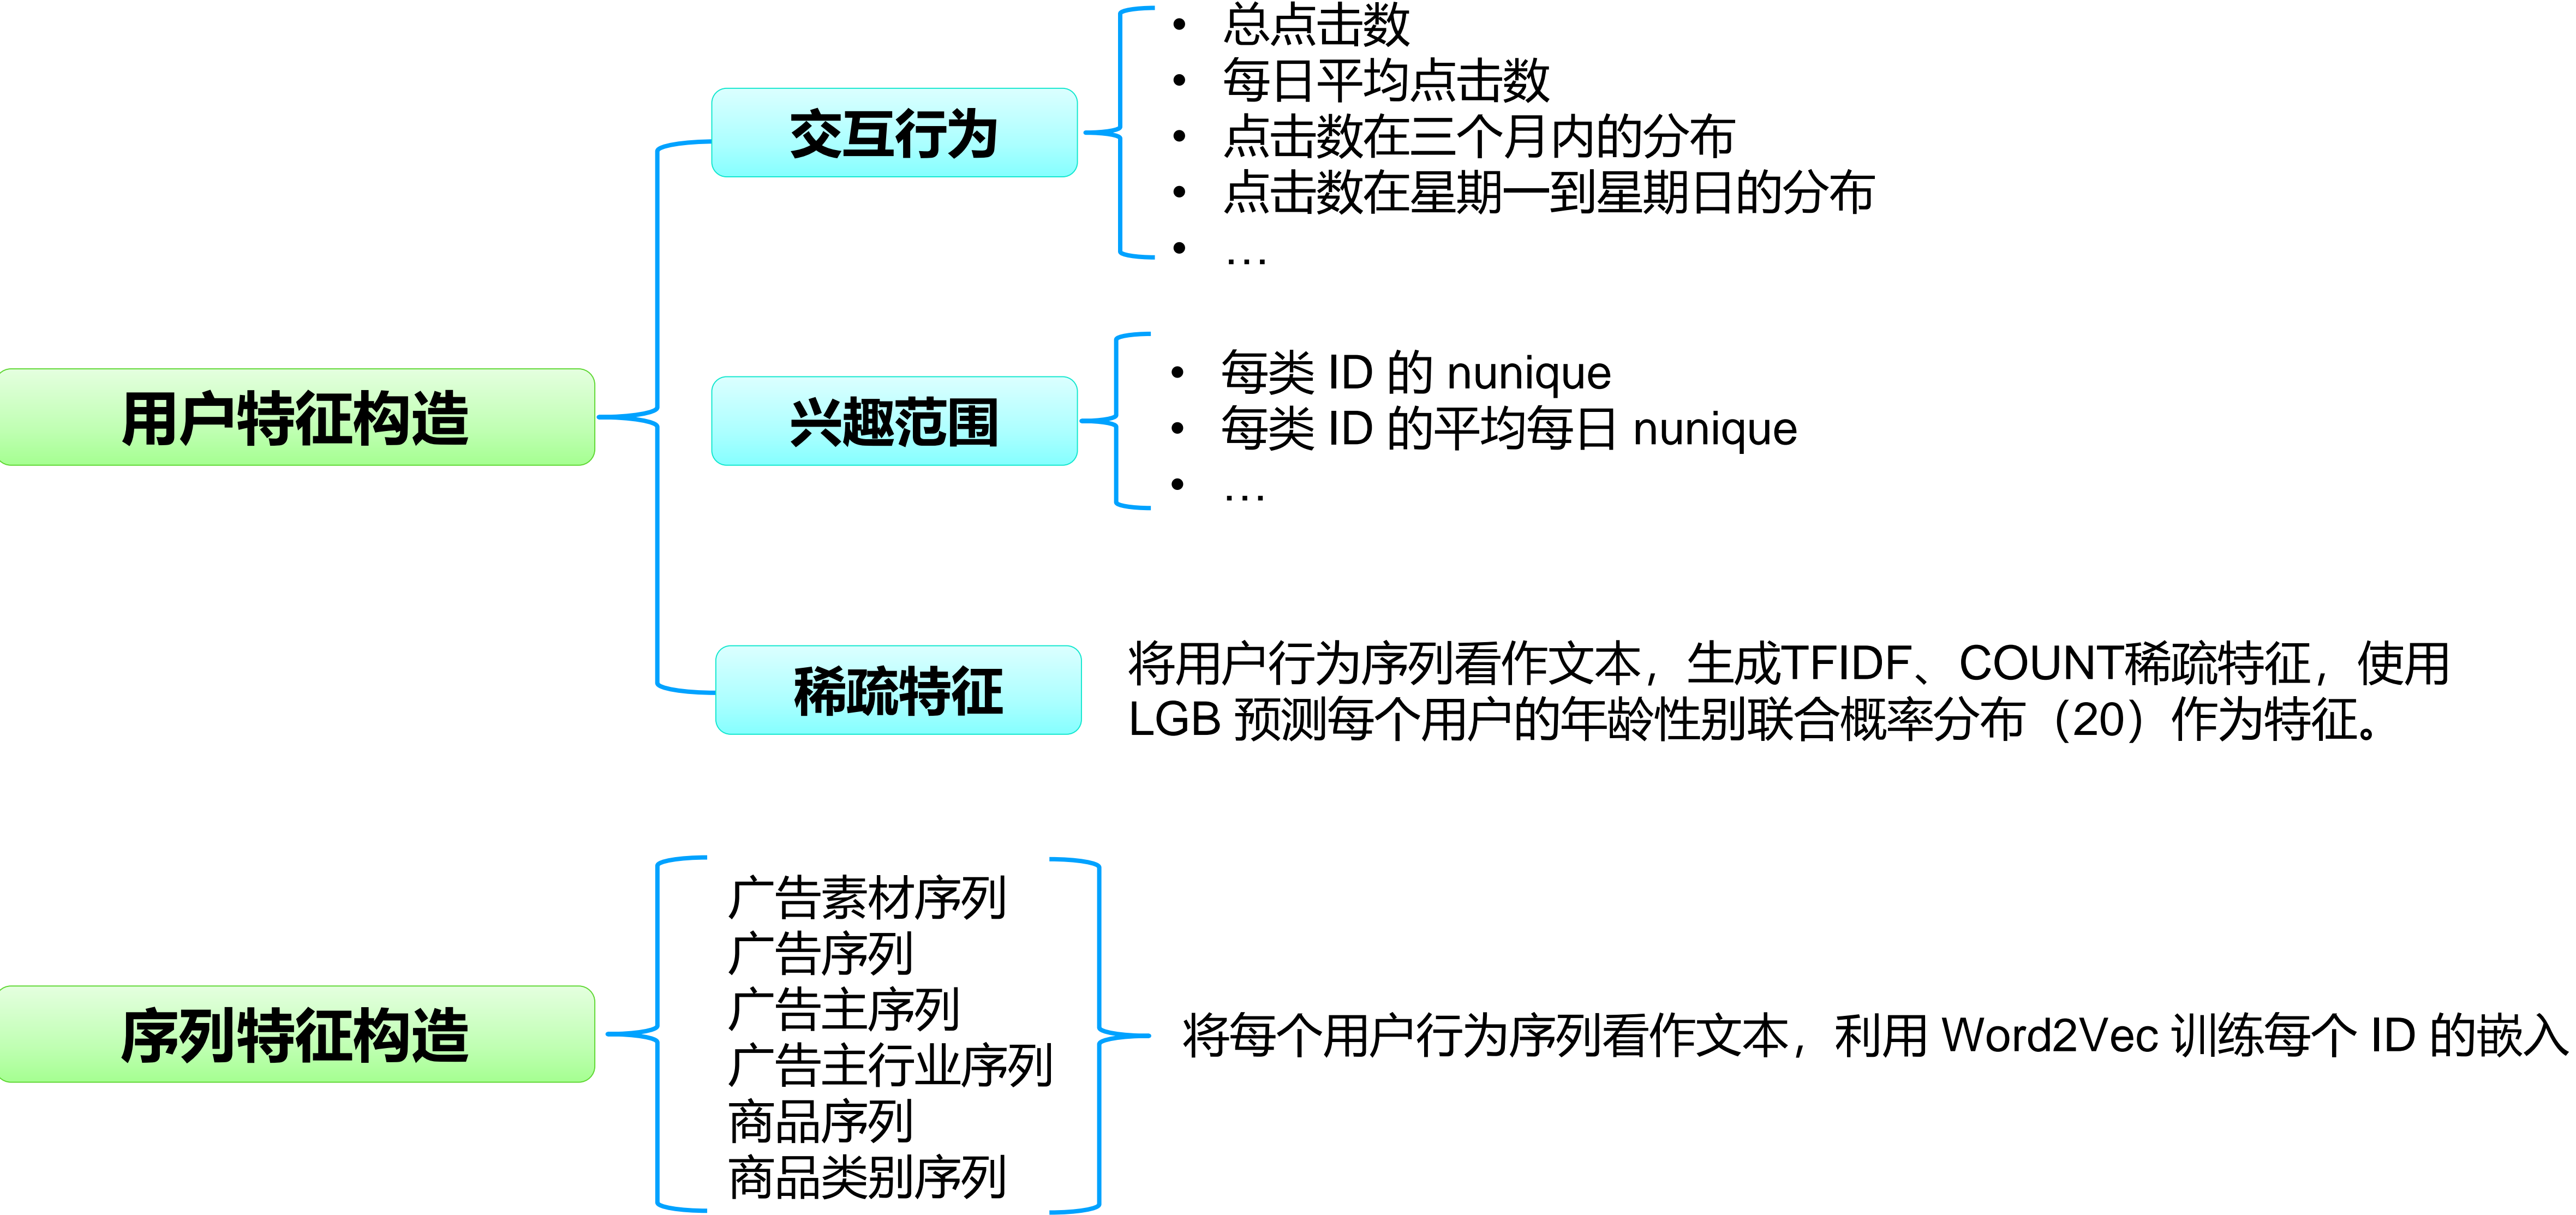 用户特征构造
交互行为
• 总点击数
• 每日平均点击数
• 点击数在三个月内的分布
• 点击数在星期一到星期日的分布
• …
兴趣范围
• 每类 ID 的 nunique
• 每类 ID 的平均每日 nunique
• …
稀疏特征
将用户行为序列看作文本，生成TFIDF、COUNT稀疏特征，使用
LGB 预测每个用户的年龄性别联合概率分布（20）作为特征。
序列特征构造
广告素材序列
广告序列
广告主序列
广告主行业序列
商品序列
商品类别序列
将每个用户行为序列看作文本，利用 Word2Vec 训练每个 ID 的嵌入